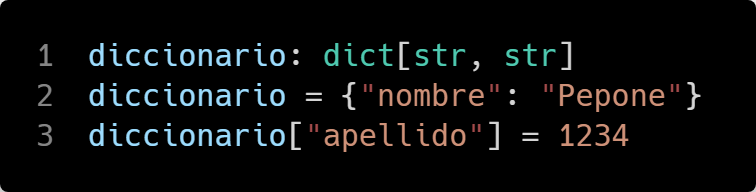 1 diccionario: dict[str, str]
2 diccionario = {"nombre": "Pepone"}
3 diccionario["apellido"] = 1234